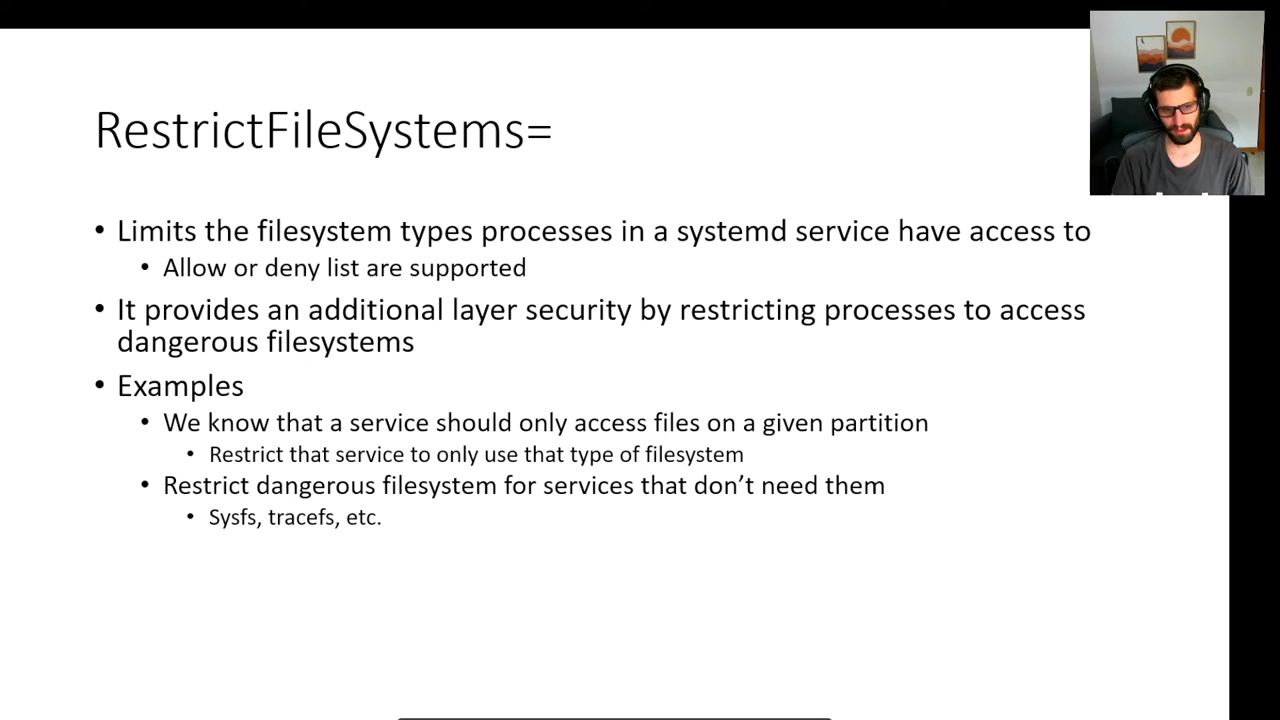 RestrictFileSystems=
• Limits the filesystem types processes in a systemd service have access to
• Allow or deny list are supported
• It provides an additional layer security by restricting processes to access
dangerous filesystems
• Examples
• We know that a service should only access files on a given partition
• Restrict that service to only use that type of filesystem
• Restrict dangerous filesystem for services that don’t need them
• Sysfs, tracefs, etc.